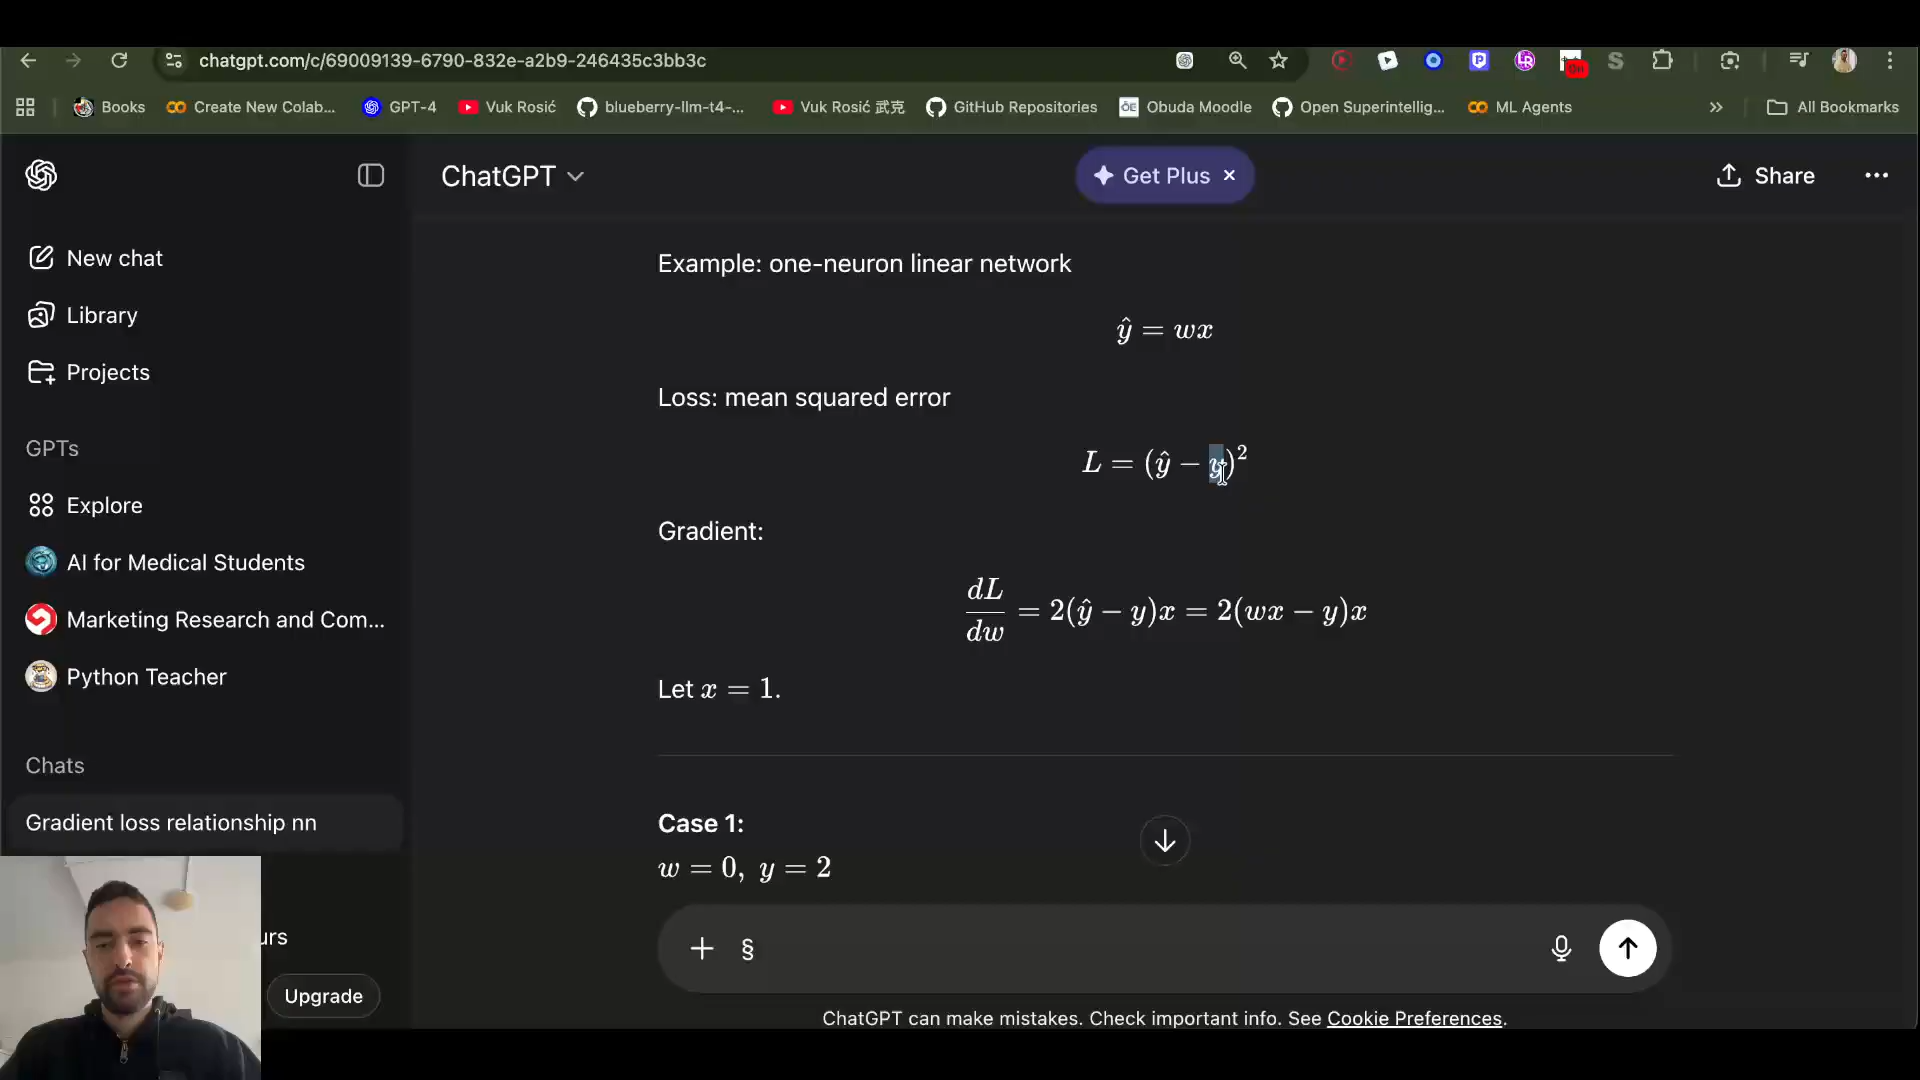 chatgpt.com/c/69009139-6790-832e-a2b9-246435c3bb3c
Books
Create New Colab...
GPT-4
Vuk Rosić
blueberry-llm-t4-...
Vuk Rosić 武克
GitHub Repositories
Obuda Moodle
Open Superintellig...
ML Agents
»
All Bookmarks
ChatGPT
Get Plus ×
Share
New chat
Library
Projects
GPTs
Explore
AI for Medical Students
Marketing Research and Com...
Python Teacher
Chats
Gradient loss relationship nn
urs
Upgrade
Example: one-neuron linear network
ŷ = wx
Loss: mean squared error
L = (ŷ − y)²
Gradient:
dL/dw = 2(ŷ − y)x = 2(wx − y)x
Let x = 1.
Case 1:
w = 0, y = 2
§
ChatGPT can make mistakes. Check important info. See Cookie Preferences.